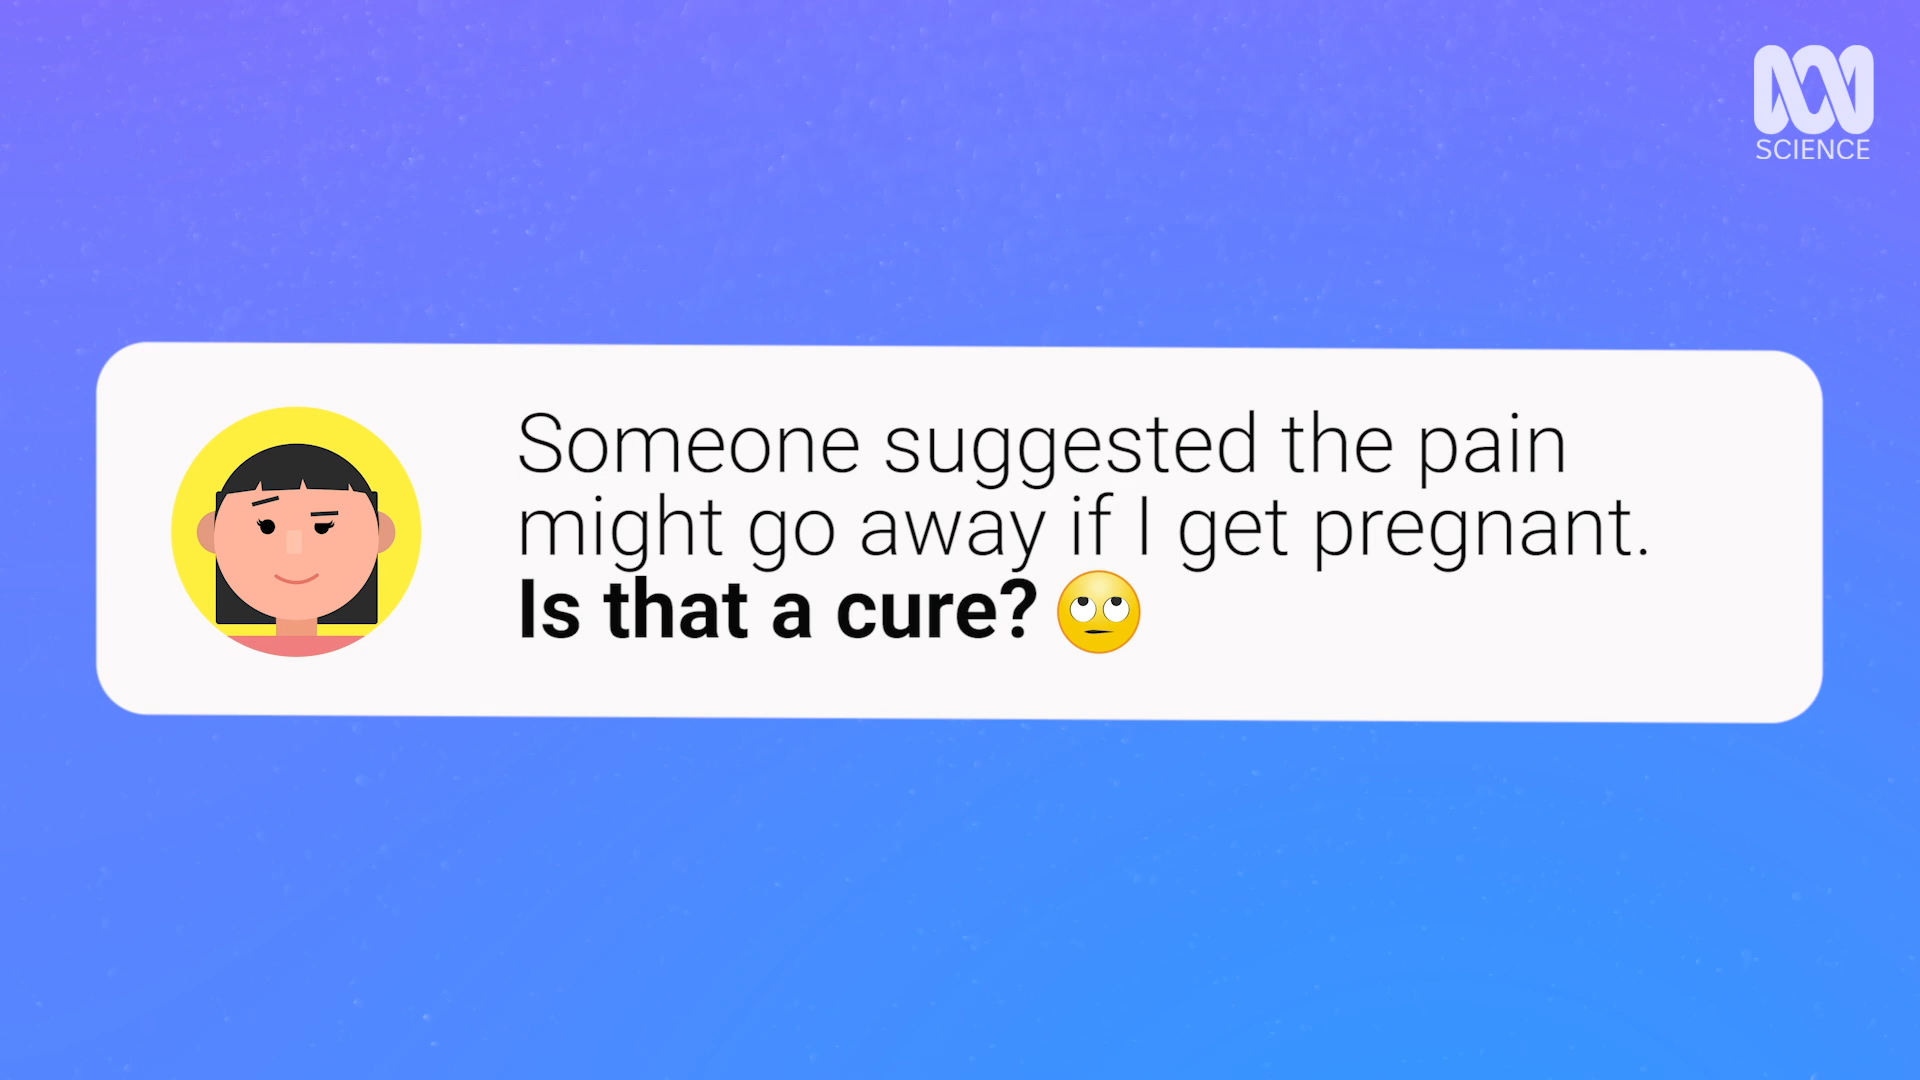 SCIENCE
Someone suggested the pain
might go away if I get pregnant.
Is that a cure? 🙄